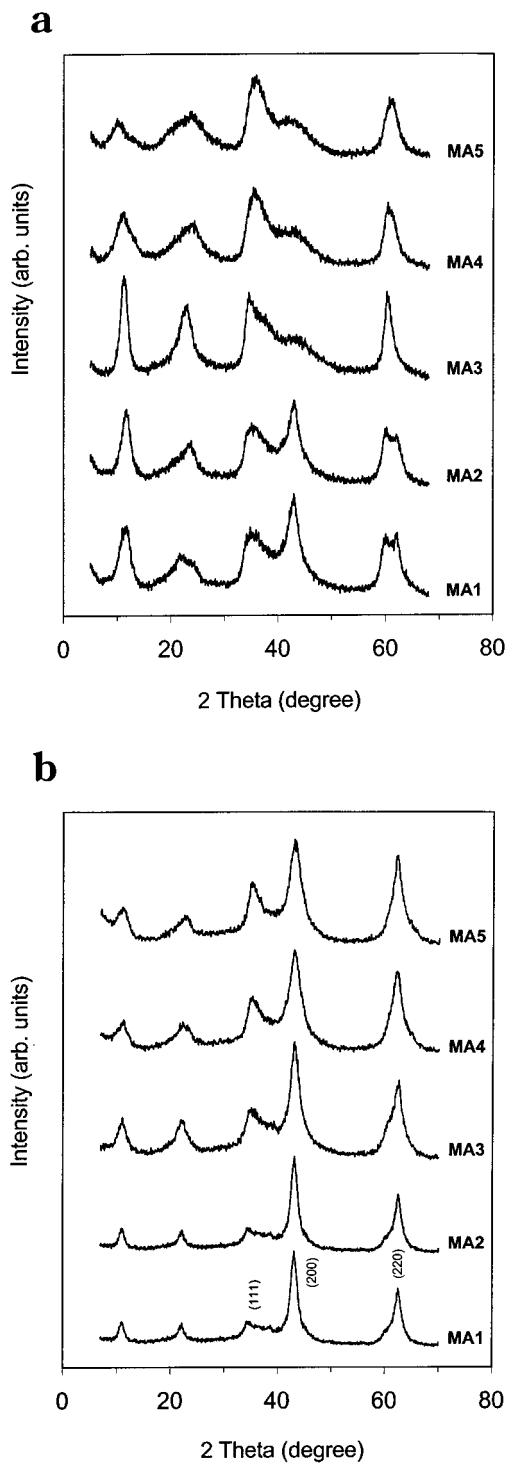 a
Intensity (arb. units)
MA5
MA4
MA3
MA2
MA1
0 20 40 60 80
2 Theta (degree)
b
Intensity (arb. units)
MA5
MA4
MA3
MA2
(111) (200) (220)
MA1
0 20 40 60 80
2 Theta (degree)